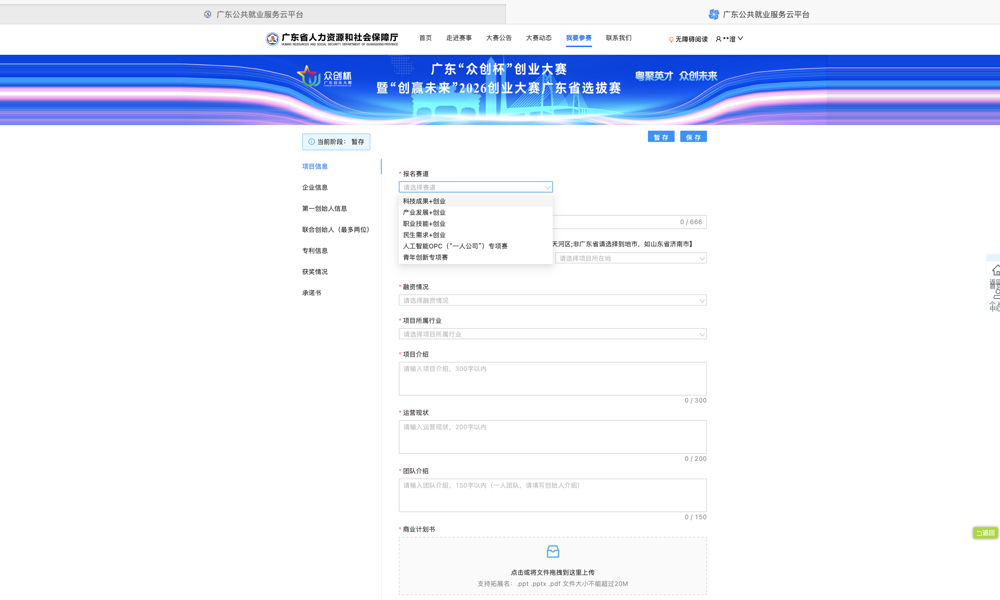 广东公共就业服务云平台
广东公共就业服务云平台
广东省人力资源和社会保障厅
HUMAN RESOURCES AND SOCIAL SECURITY DEPARTMENT OF GUANGDONG PROVINCE
首页
走进赛事
大赛公告
大赛动态
我要参赛
联系我们
无障碍阅读
**澄
众创杯
广东创业大赛
广东“众创杯”创业大赛
暨“创赢未来”2026创业大赛广东省选拔赛
粤聚英才 众创未来
当前阶段： 暂存
暂 存
保 存
项目信息
企业信息
第一创始人信息
联合创始人（最多两位）
专利信息
获奖情况
承诺书
* 报名赛道
请选择赛道
科技成果+创业
产业发展+创业
职业技能+创业
民生需求+创业
人工智能OPC（“一人公司”）专项赛
青年创新专项赛
0 / 666
天河区;非广东省请选择到地市，如山东省济南市】
请选择项目所在地
* 融资情况
请选择融资情况
* 项目所属行业
请选择项目所属行业
* 项目介绍
请输入项目介绍，300字以内
0 / 300
* 运营现状
请输入运营现状，200字以内
0 / 200
* 团队介绍
请输入团队介绍，150字以内（一人团队，请填写创始人介绍）
0 / 150
* 商业计划书
点击或将文件拖拽到这里上传
支持拓展名：.ppt .pptx .pdf 文件大小不能超过20M
返回
首页
个人
中心
返回